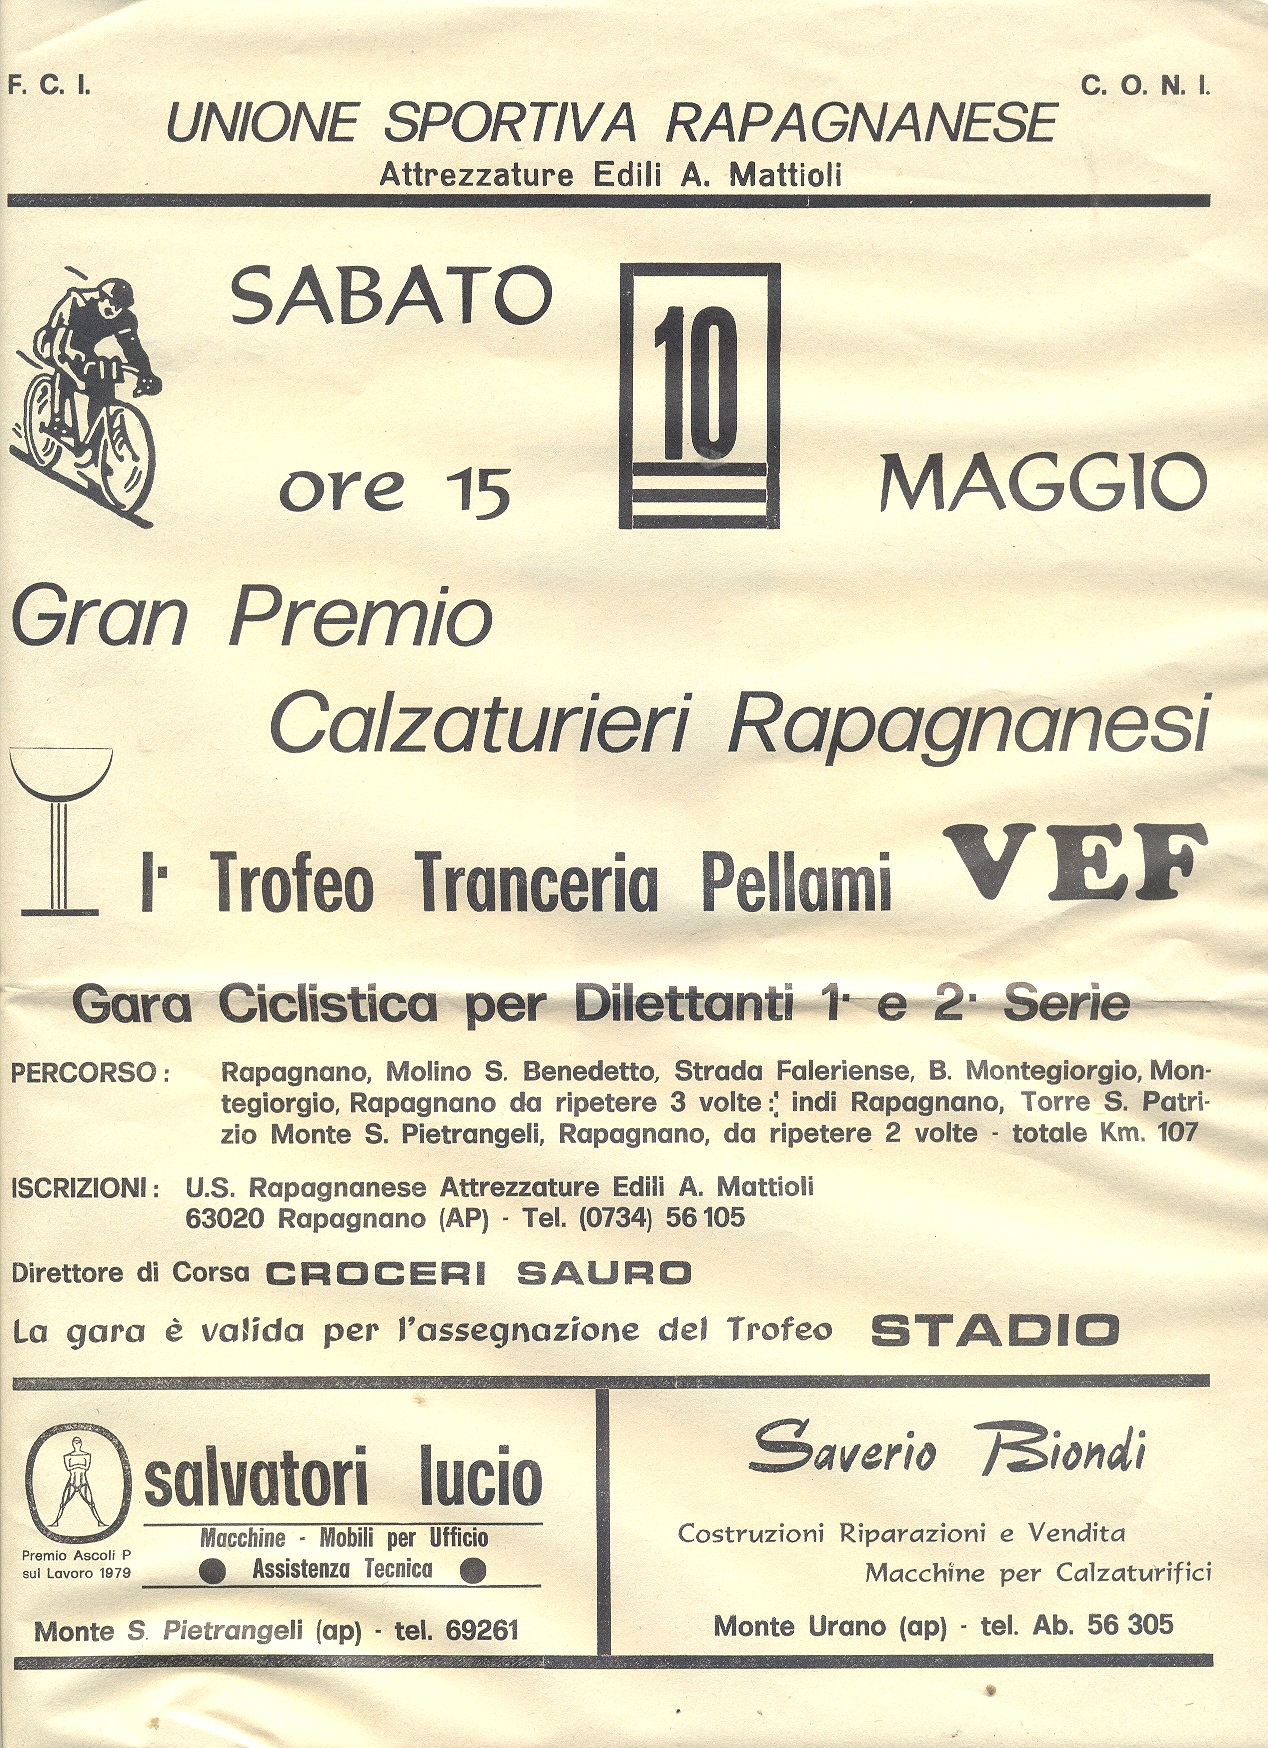 F. C. I.
C. O. N. I.
UNIONE SPORTIVA RAPAGNANESE
Attrezzature Edili A. Mattioli
SABATO
10
ore 15
MAGGIO
Gran Premio
Calzaturieri Rapagnanesi
I· Trofeo Tranceria Pellami VEF
Gara Ciclistica per Dilettanti 1· e 2· Serie
PERCORSO : Rapagnano, Molino S. Benedetto, Strada Faleriense, B. Montegiorgio, Mon-
tegiorgio, Rapagnano da ripetere 3 volte ; indi Rapagnano, Torre S. Patri-
zio Monte S. Pietrangeli, Rapagnano, da ripetere 2 volte - totale Km. 107
ISCRIZIONI : U.S. Rapagnanese Attrezzature Edili A. Mattioli
63020 Rapagnano (AP) - Tel. (0734) 56 105
Direttore di Corsa CROCERI SAURO
La gara è valida per l'assegnazione del Trofeo STADIO
Premio Ascoli P
sul Lavoro 1979
salvatori lucio
Macchine - Mobili per Ufficio
Assistenza Tecnica
Monte S. Pietrangeli (ap) - tel. 69261
Saverio Biondi
Costruzioni Riparazioni e Vendita
Macchine per Calzaturifici
Monte Urano (ap) - tel. Ab. 56 305